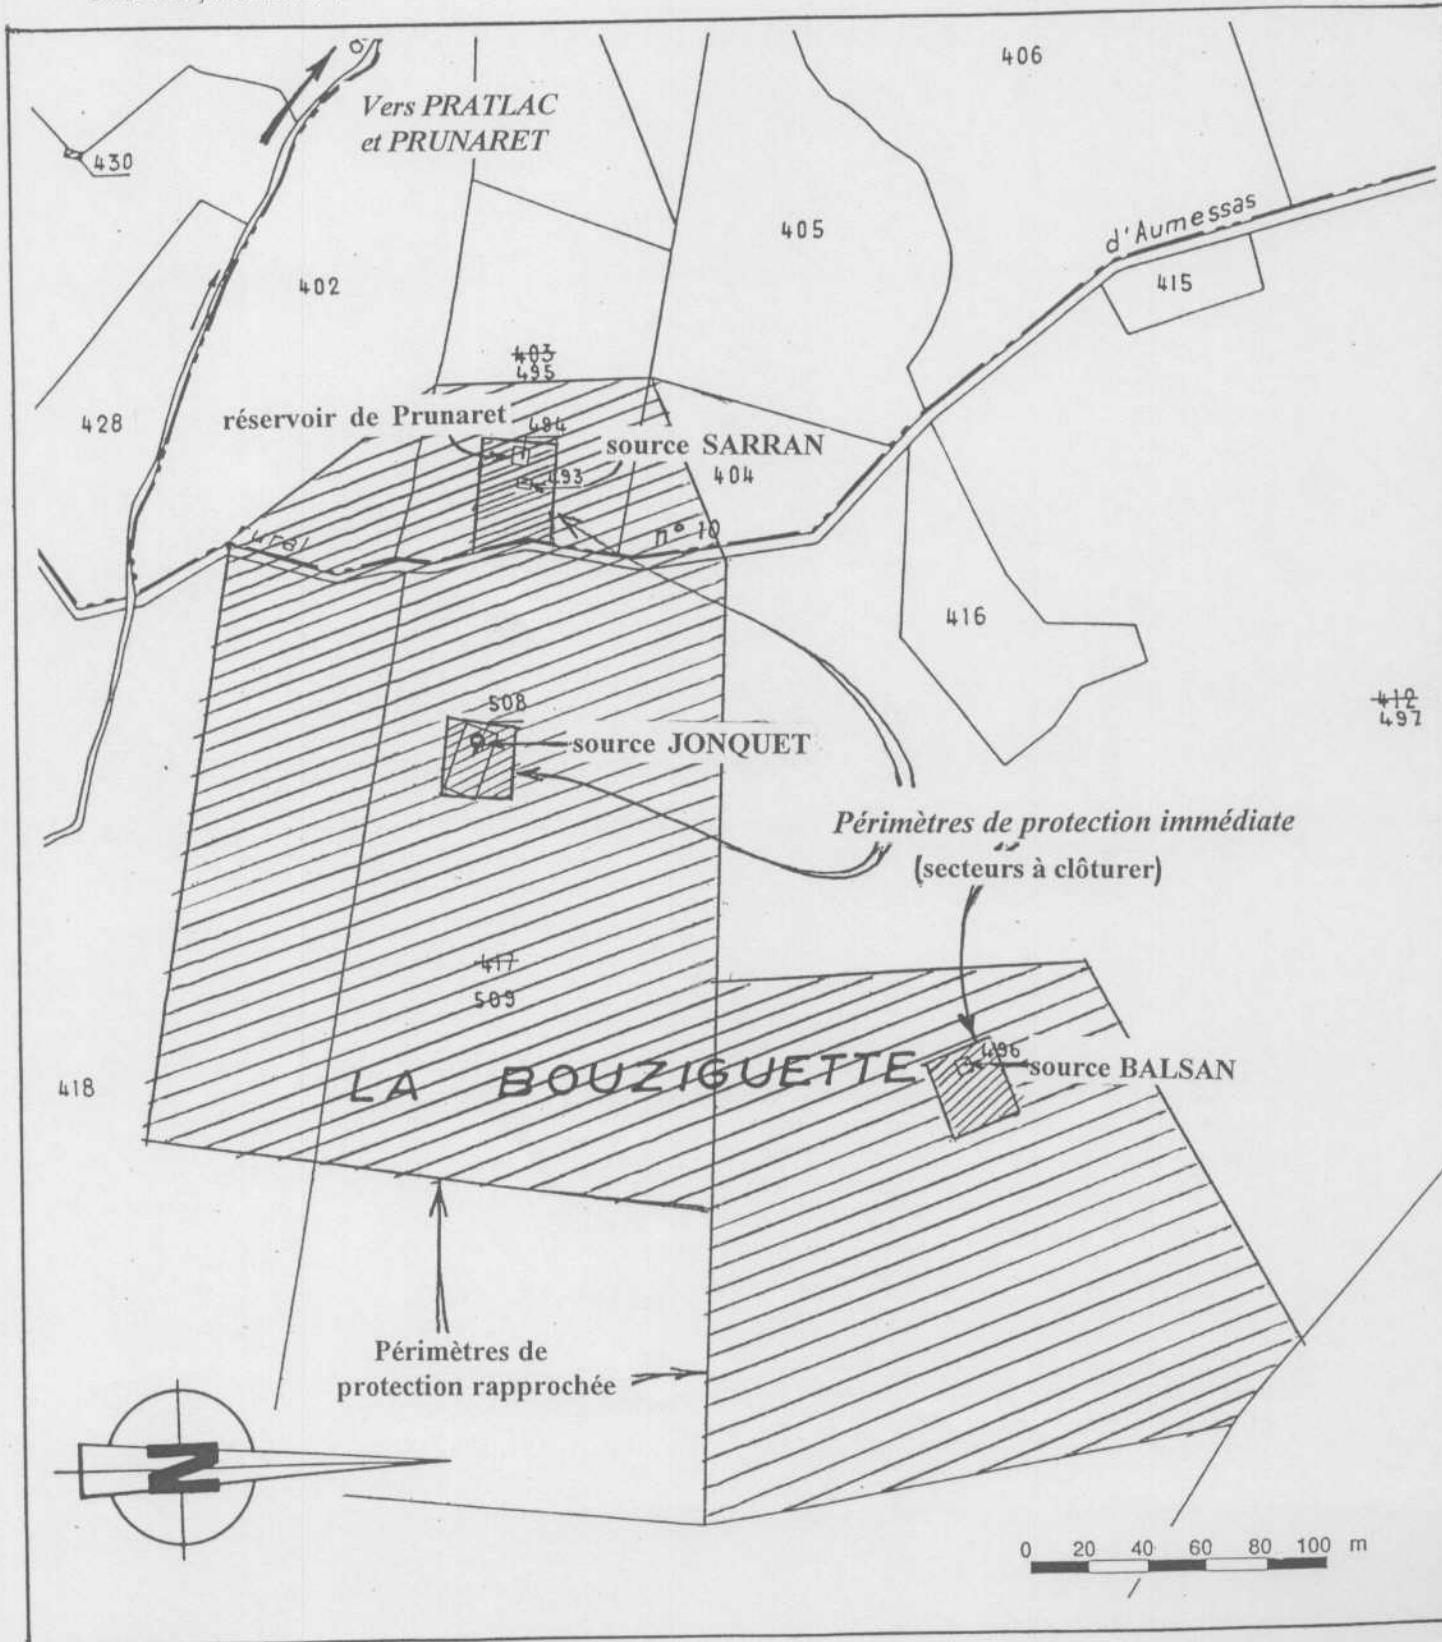 406
Vers PRATLAC
et PRUNARET
430
405
d'Aumessas
402
415
403
495
428
réservoir de Prunaret
494
source SARRAN
493
404
rural
n° 10
416
508
412
497
source JONQUET
Périmètres de protection immédiate
(secteurs à clôturer)
417
509
496
source BALSAN
LA BOUZIGUETTE
418
Périmètres de
protection rapprochée
N
0 20 40 60 80 100 m